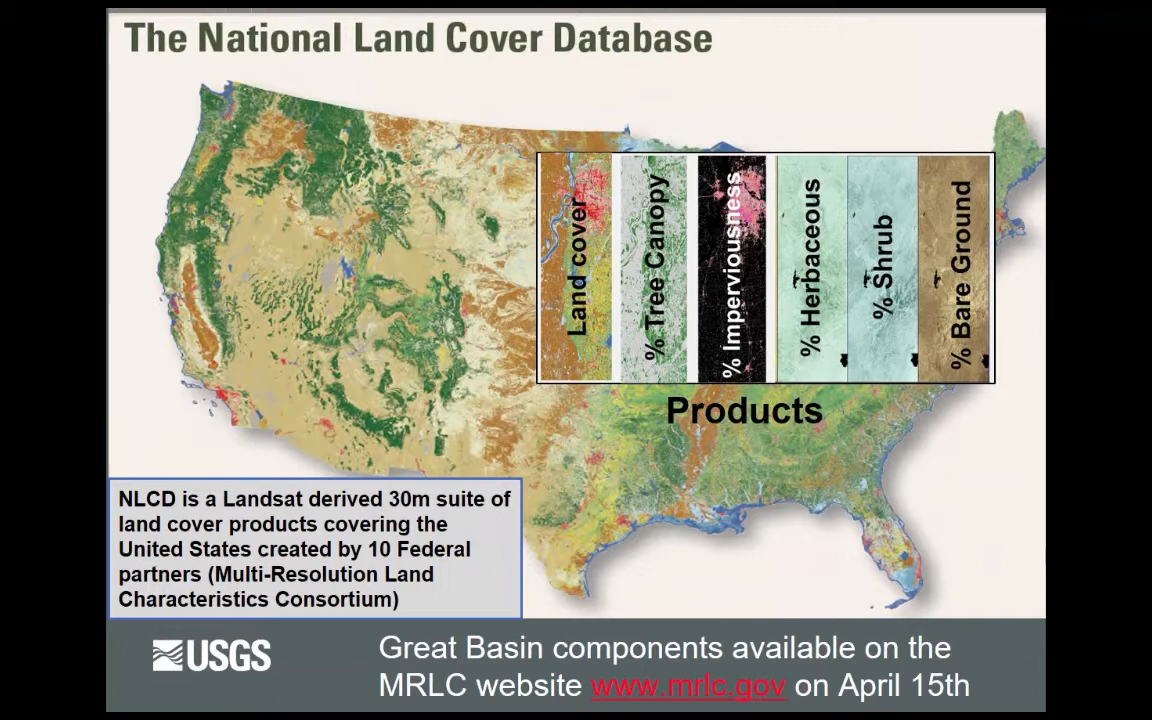 The National Land Cover Database
Land cover
% Tree Canopy
% Imperviousness
% Herbaceous
% Shrub
% Bare Ground
Products
NLCD is a Landsat derived 30m suite of
land cover products covering the
United States created by 10 Federal
partners (Multi-Resolution Land
Characteristics Consortium)
USGS
Great Basin components available on the
MRLC website www.mrlc.gov on April 15th